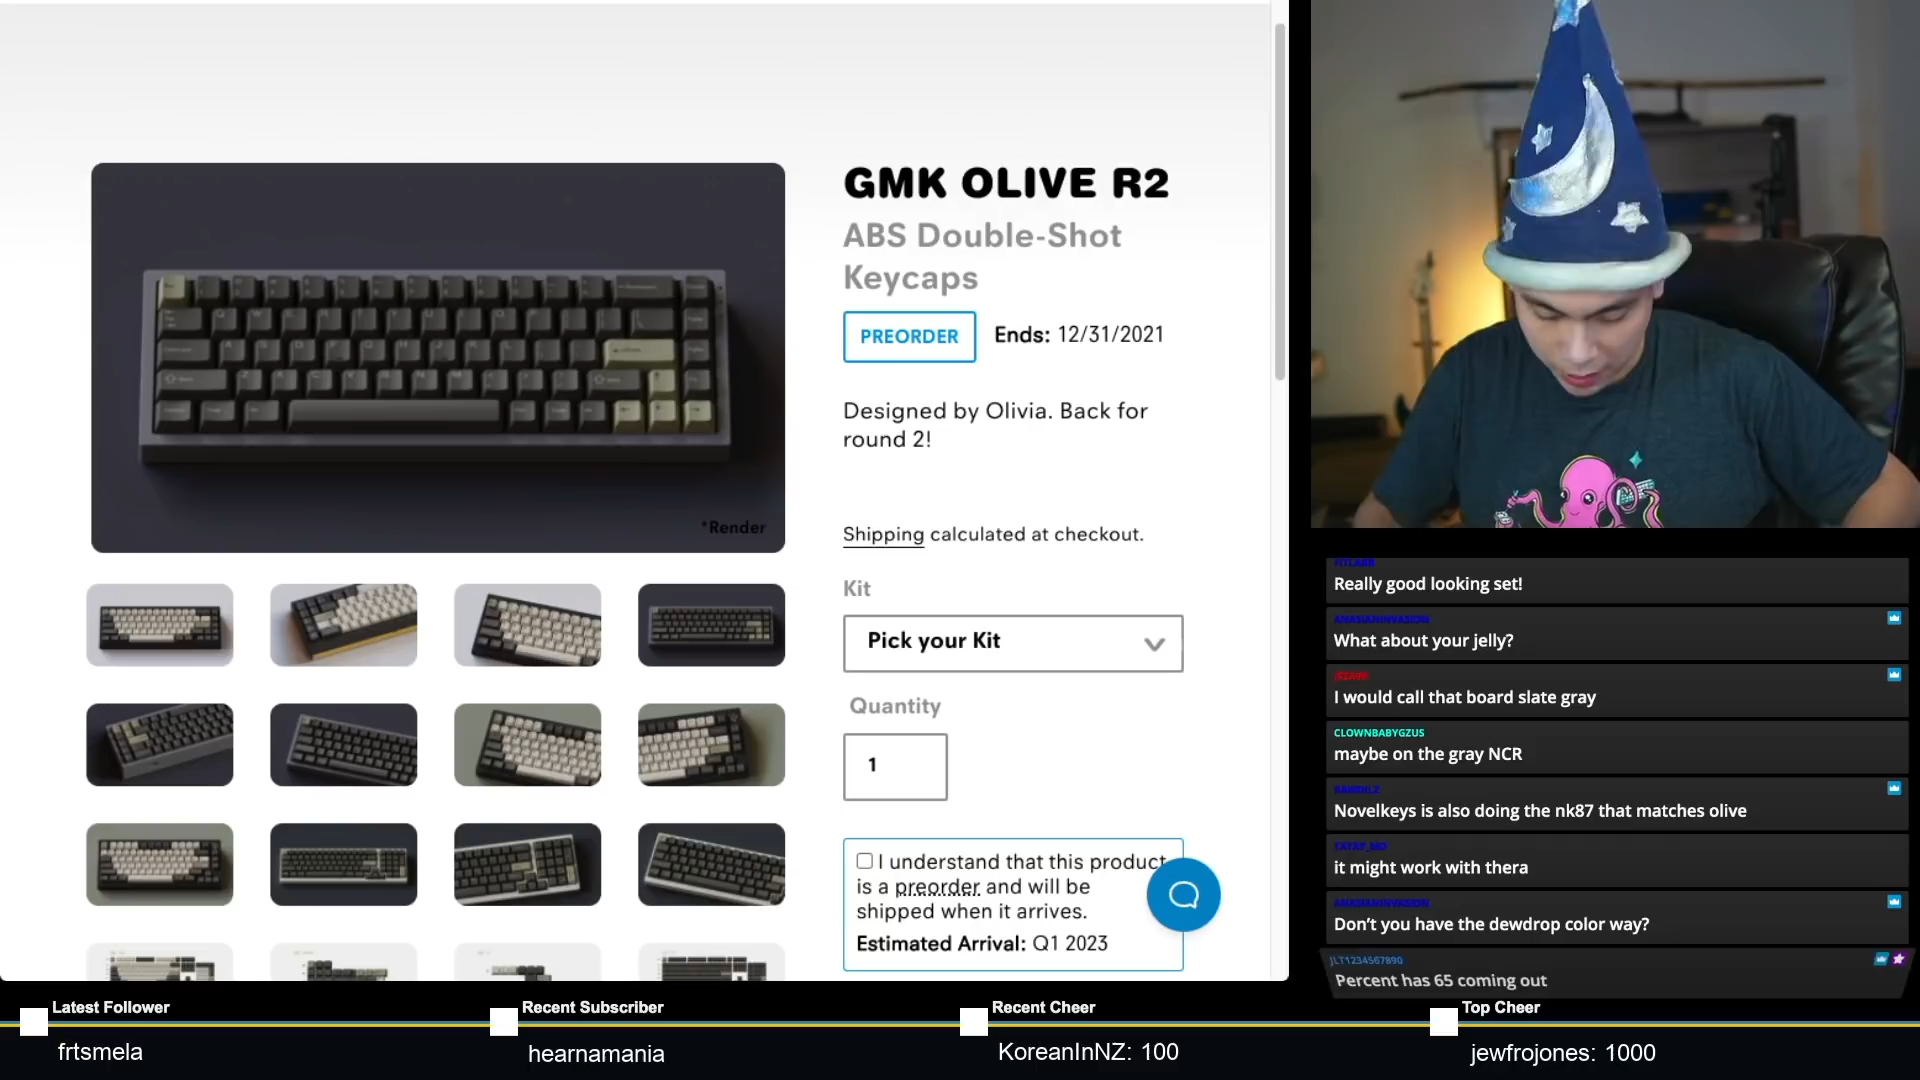 GMK OLIVE R2
ABS Double-Shot
Keycaps
PREORDER
Ends: 12/31/2021
Designed by Olivia. Back for
round 2!
Shipping calculated at checkout.
Kit
Pick your Kit
Quantity
1
I understand that this product
is a preorder and will be
shipped when it arrives.
Estimated Arrival: Q1 2023
*Render
Really good looking set!
ANASIANINVASION
What about your jelly?
I would call that board slate gray
CLOWNBABYGZUS
maybe on the gray NCR
Novelkeys is also doing the nk87 that matches olive
it might work with thera
ANASIANINVASION
Don't you have the dewdrop color way?
JLT1234567890
Percent has 65 coming out
Latest Follower
frtsmela
Recent Subscriber
hearnamania
Recent Cheer
KoreanInNZ: 100
Top Cheer
jewfrojones: 1000